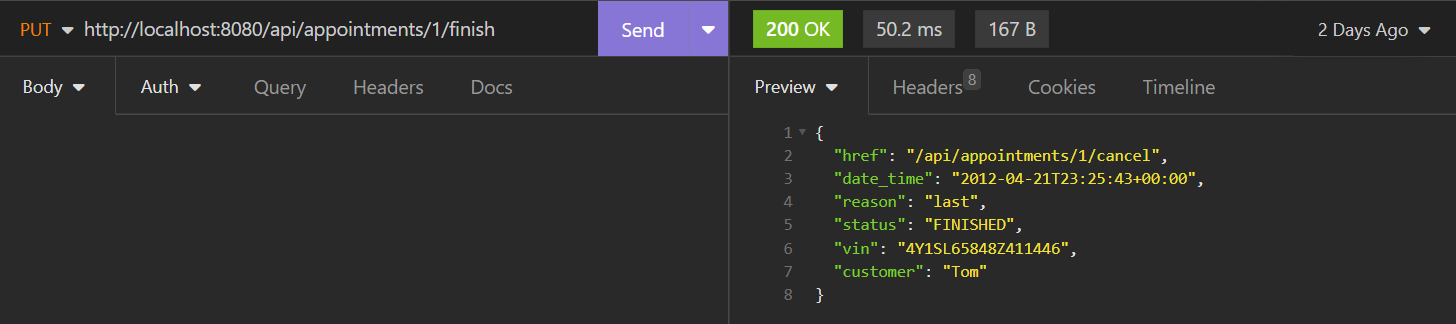 PUT http://localhost:8080/api/appointments/1/finish Send 200 OK 50.2 ms 167 B 2 Days Ago
Body Auth Query Headers Docs Preview Headers 8 Cookies Timeline
1 {
2 "href": "/api/appointments/1/cancel",
3 "date_time": "2012-04-21T23:25:43+00:00",
4 "reason": "last",
5 "status": "FINISHED",
6 "vin": "4Y1SL65848Z411446",
7 "customer": "Tom"
8 }